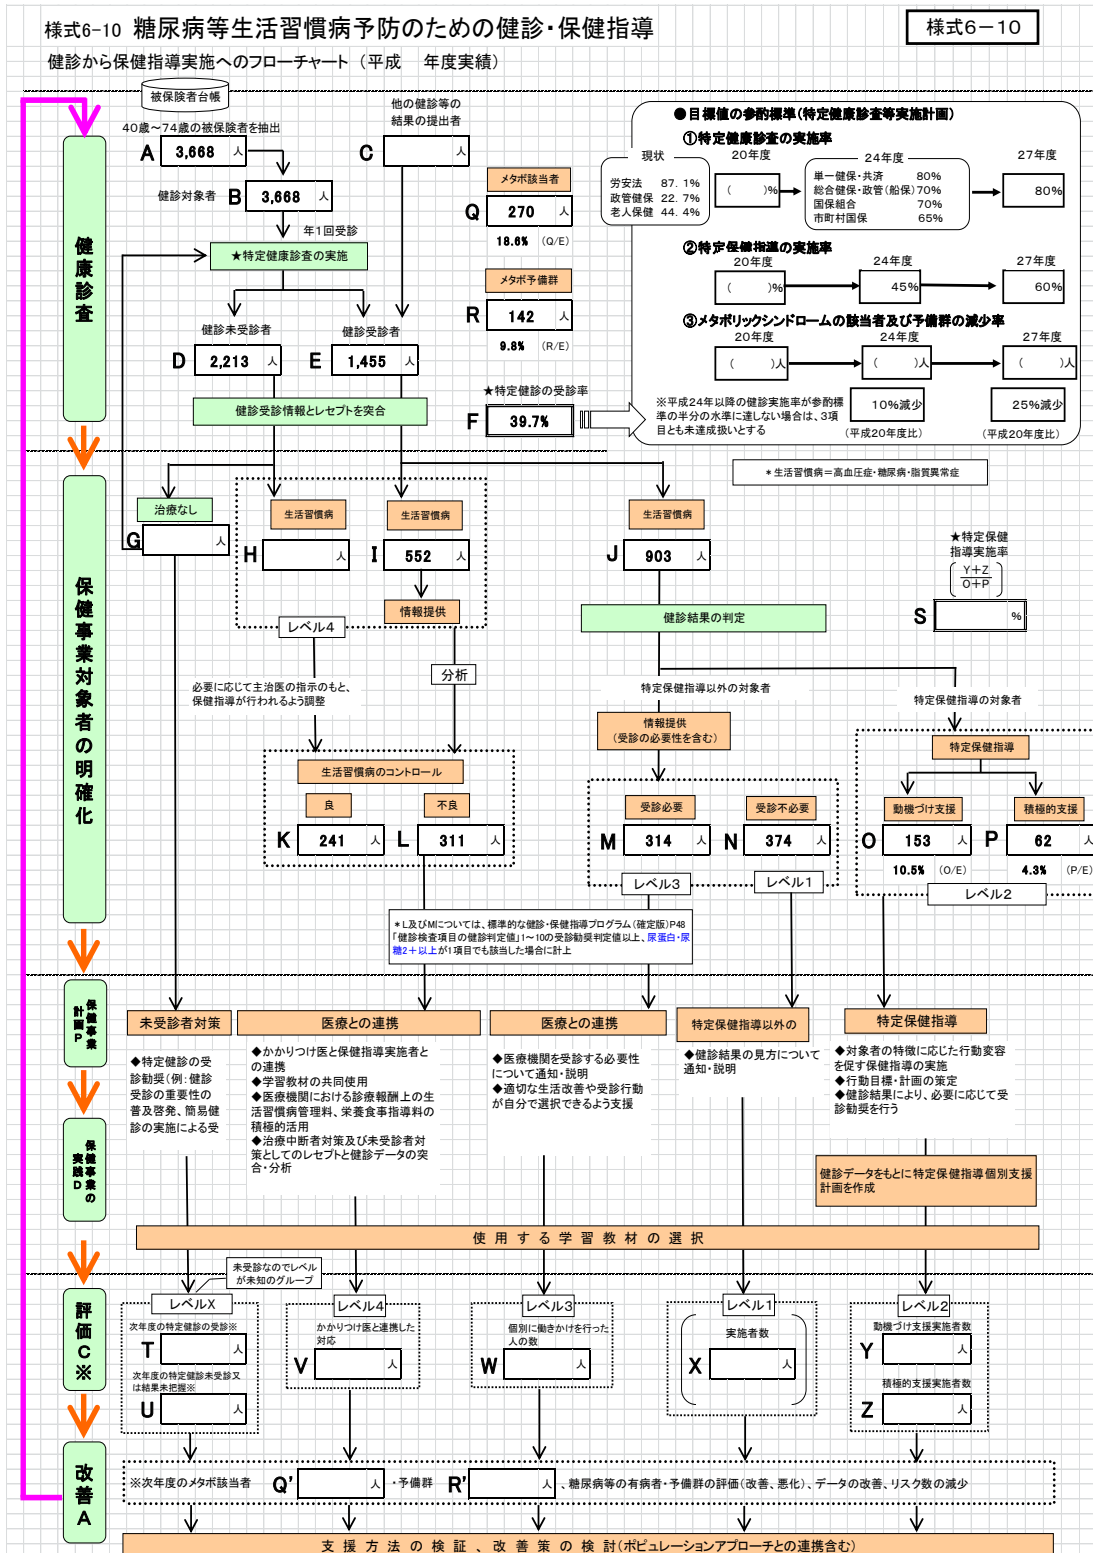 様式6-10 糖尿病等生活習慣病予防のための健診・保健指導
様式6－10
健診から保健指導実施へのフローチャート （平成　年度実績）
被保険者台帳
40歳～74歳の被保険者を抽出
A 3,668 人
健診対象者 B 3,668 人
年1回受診
★特定健康診査の実施
他の健診等の
結果の提出者
C 人
健診未受診者
D 2,213 人
健診受診者
E 1,455 人
健診受診情報とレセプトを突合
メタボ該当者
Q 270 人
18.6% (Q/E)
メタボ予備群
R 142 人
9.8% (R/E)
★特定健診の受診率
F 39.7%
●目標値の参酌標準（特定健康診査等実施計画）
①特定健康診査の実施率
現状
労安法 87.1%
政管健保 22.7%
老人保健 44.4%
20年度
( )%
24年度
単一健保・共済 80%
総合健保・政管（船保） 70%
国保組合 70%
市町村国保 65%
27年度
80%
②特定保健指導の実施率
20年度
( )%
24年度
45%
27年度
60%
③メタボリックシンドロームの該当者及び予備群の減少率
20年度
( )人
24年度
( )人
27年度
( )人
※平成24年以降の健診実施率が参酌標
準の半分の水準に達しない場合は、3項
目とも未達成扱いとする
10%減少
(平成20年度比)
25%減少
(平成20年度比)
健康診査
＊生活習慣病＝高血圧症・糖尿病・脂質異常症
治療なし
G 人
生活習慣病
H 人
生活習慣病
I 552 人
情報提供
レベル4
生活習慣病
J 903 人
健診結果の判定
★特定保健
指導実施率
Y+Z
O+P
S %
分析
必要に応じて主治医の指示のもと、
保健指導が行われるよう調整
特定保健指導以外の対象者
情報提供
（受診の必要性を含む）
特定保健指導の対象者
特定保健指導
生活習慣病のコントロール
良
K 241 人
不良
L 311 人
受診必要
M 314 人
受診不必要
N 374 人
レベル3
レベル1
動機づけ支援
O 153 人
10.5% (O/E)
積極的支援
P 62 人
4.3% (P/E)
レベル2
保健事業対象者の明確化
＊L及びMについては、標準的な健診・保健指導プログラム（確定版）P48
「健診検査項目の健診判定値」1～10の受診勧奨判定値以上、尿蛋白・尿
糖2＋以上が1項目でも該当した場合に計上
保健事業
計画P
未受診者対策
◆特定健診の受
診勧奨（例：健診
受診の重要性の
普及啓発、簡易健
診の実施による受
医療との連携
◆かかりつけ医と保健指導実施者と
の連携
◆学習教材の共同使用
◆医療機関における診療報酬上の生
活習慣病管理料、栄養食事指導料の
積極的活用
◆治療中断者対策及び未受診者対
策としてのレセプトと健診データの突
合・分析
医療との連携
◆医療機関を受診する必要性
について通知・説明
◆適切な生活改善や受診行動
が自分で選択できるよう支援
特定保健指導以外の
◆健診結果の見方について
通知・説明
特定保健指導
◆対象者の特徴に応じた行動変容
を促す保健指導の実施
◆行動目標・計画の策定
◆健診結果により、必要に応じて受
診勧奨を行う
健診データをもとに特定保健指導個別支援
計画を作成
保健事業の
実践D
使用する学習教材の選択
未受診なのでレベル
が未知のグループ
レベルX
次年度の特定健診の受診※
T 人
次年度の特定健診未受診又
は結果未把握※
U 人
レベル4
かかりつけ医と連携した
対応
V 人
レベル3
個別に働きかけを行った
人の数
W 人
レベル1
実施者数
X 人
レベル2
動機づけ支援実施者数
Y 人
積極的支援実施者数
Z 人
評価C※
改善A
※次年度のメタボ該当者 Q' 人 ・予備群 R' 人 、糖尿病等の有病者・予備群の評価（改善、悪化）、データの改善、リスク数の減少
支援方法の検証、改善策の検討（ポピュレーションアプローチとの連携含む）